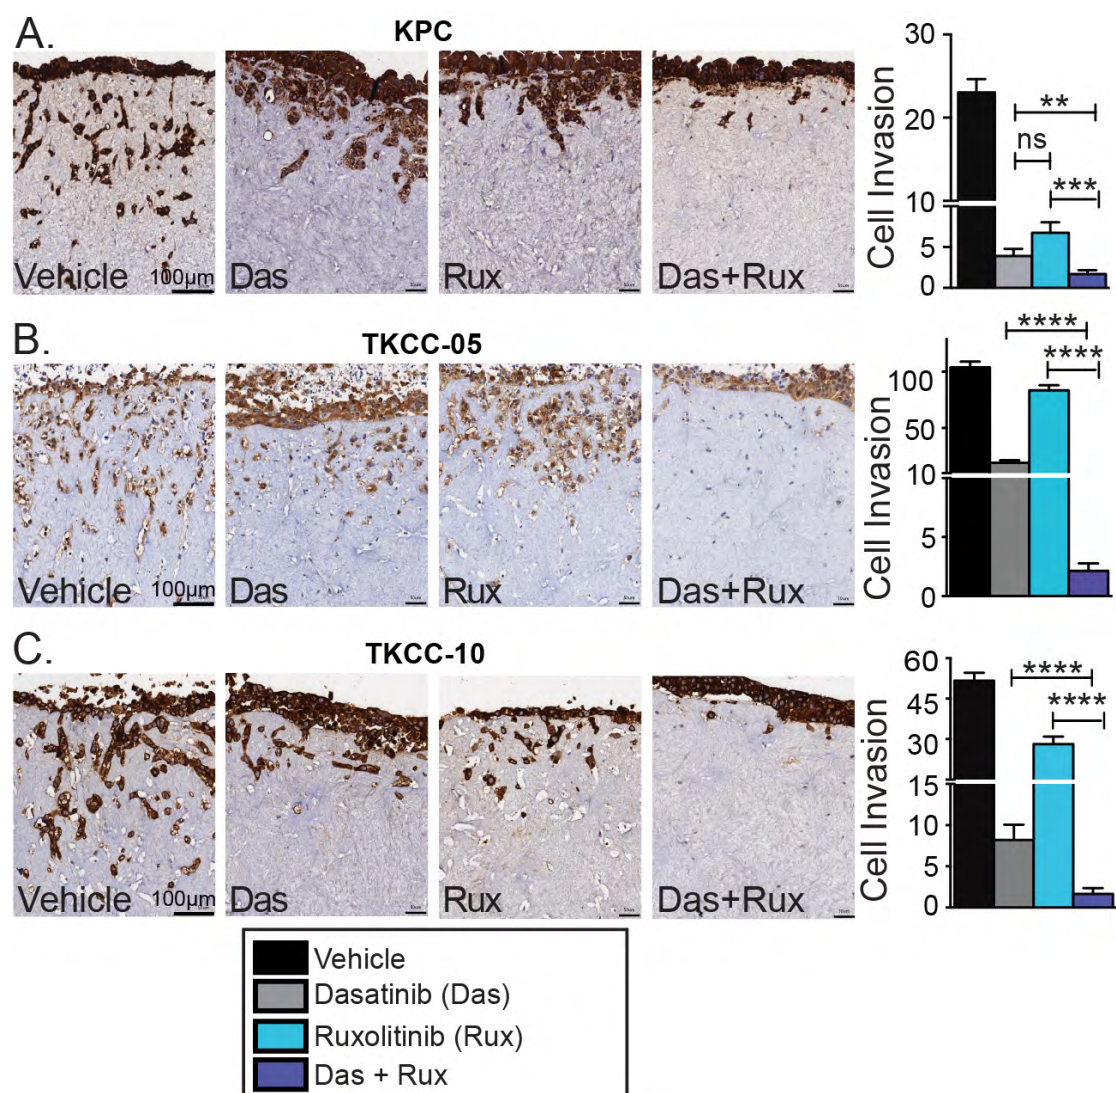 A.
KPC
Vehicle
100µm
Das
Rux
Das+Rux
Cell Invasion
30
20
10
10
5
0
**
ns
***
B.
TKCC-05
Vehicle
100µm
Das
Rux
Das+Rux
Cell Invasion
100
50
10
5
0
****
****
C.
TKCC-10
Vehicle
100µm
Das
Rux
Das+Rux
Cell Invasion
60
45
30
15
10
5
0
****
****
Vehicle
Dasatinib (Das)
Ruxolitinib (Rux)
Das + Rux